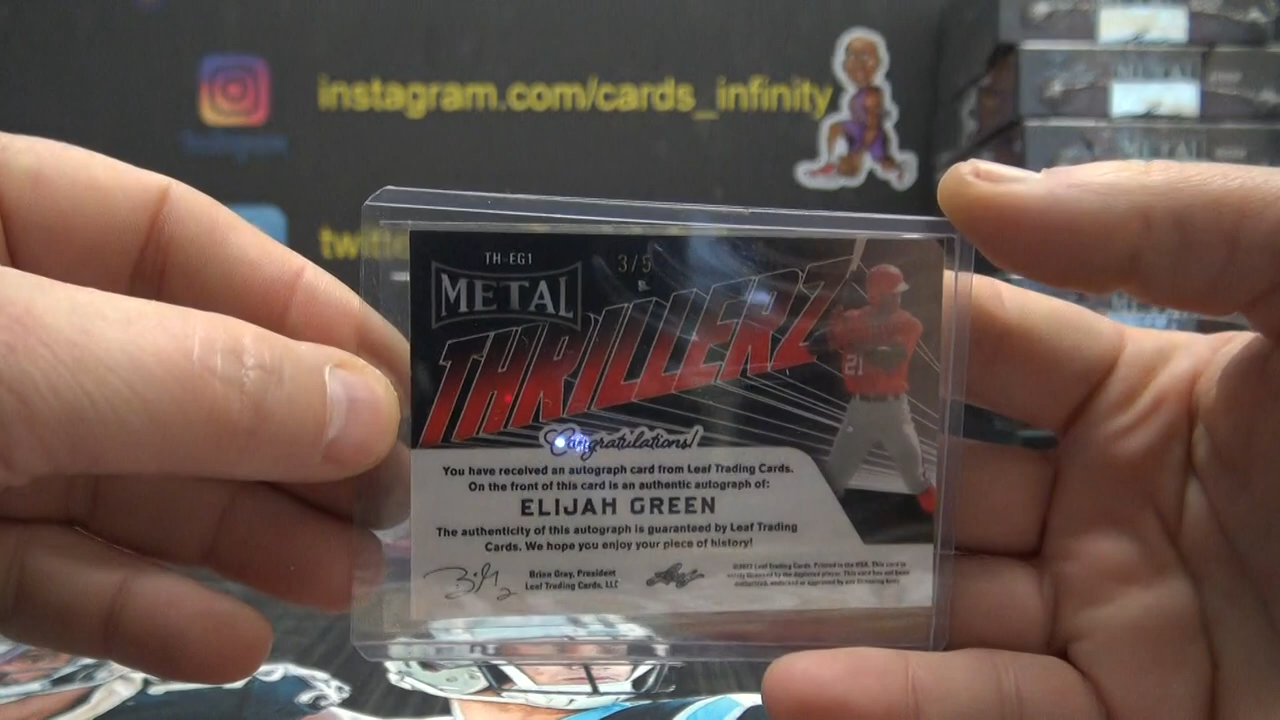 instagram.com/cards_infinity
TH-EG1
3/5
METAL
THRILLERZ
21
Congratulations!
You have received an autograph card from Leaf Trading Cards.
On the front of this card is an authentic autograph of:
ELIJAH GREEN
The authenticity of this autograph is guaranteed by Leaf Trading
Cards. We hope you enjoy your piece of history!
Brian Gray, President
Leaf Trading Cards, LLC
Leaf
METAL